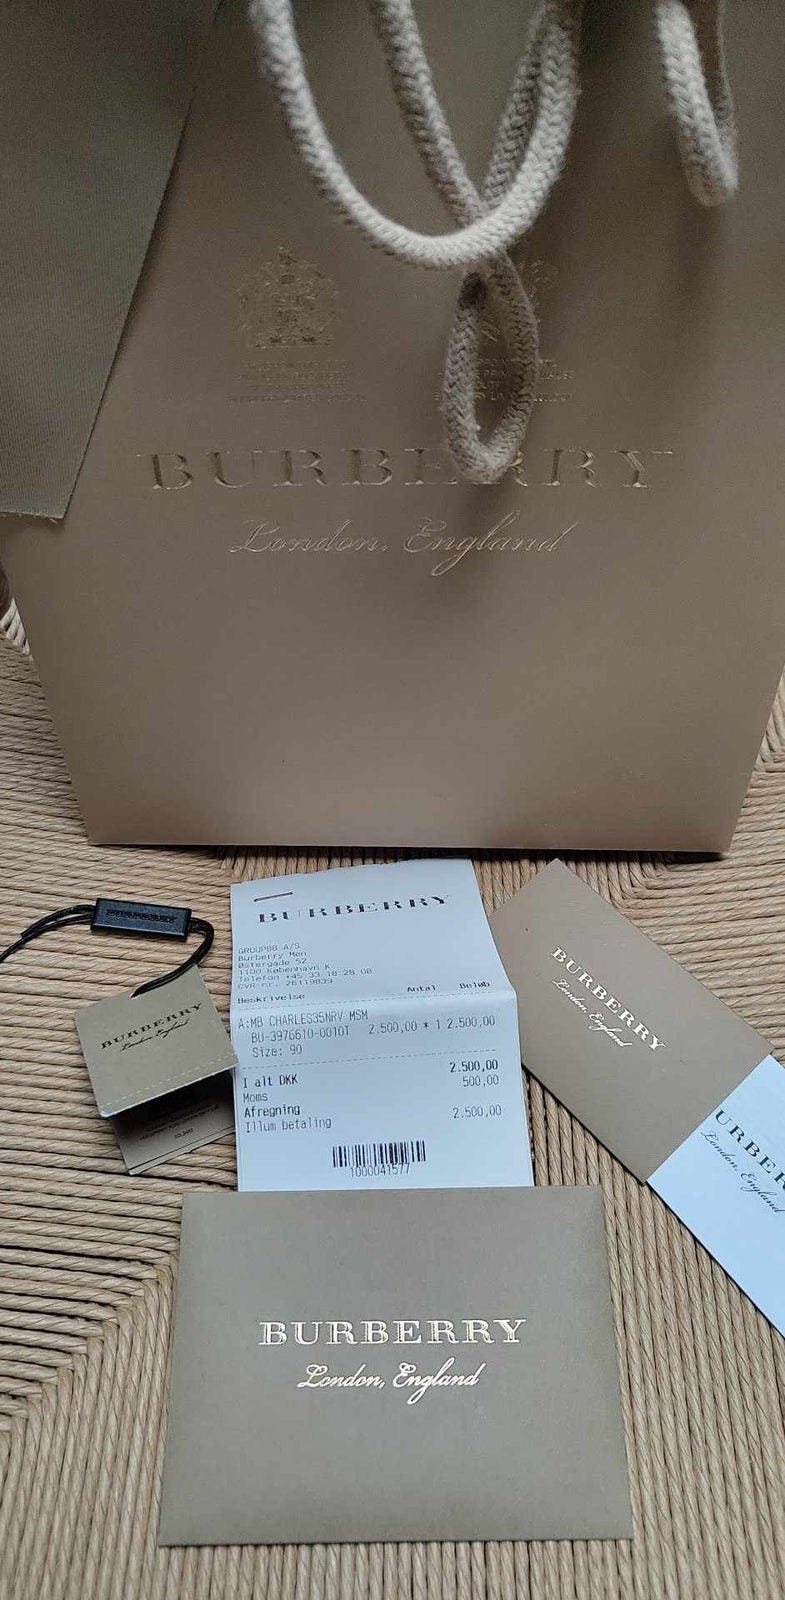 BURBERRY
London, England
BURBERRY
GROUP88 A/S
Burberry Men
Østergade 52
1100 København K
Telefon +45 33 18 28 00
CVR-nr. 26119839
Beskrivelse Antal Beløb
A:MB CHARLES35NRV MSM
BU-3976610-0010T 2.500,00 * 1 2.500,00
Size: 90
I alt DKK 2.500,00
Moms 500,00
Afregning
Illum betaling 2.500,00
1000041577
BURBERRY
BURBERRY
London, England
BURBERRY
London, England
URBER
London, England
BURBERRY
London, England